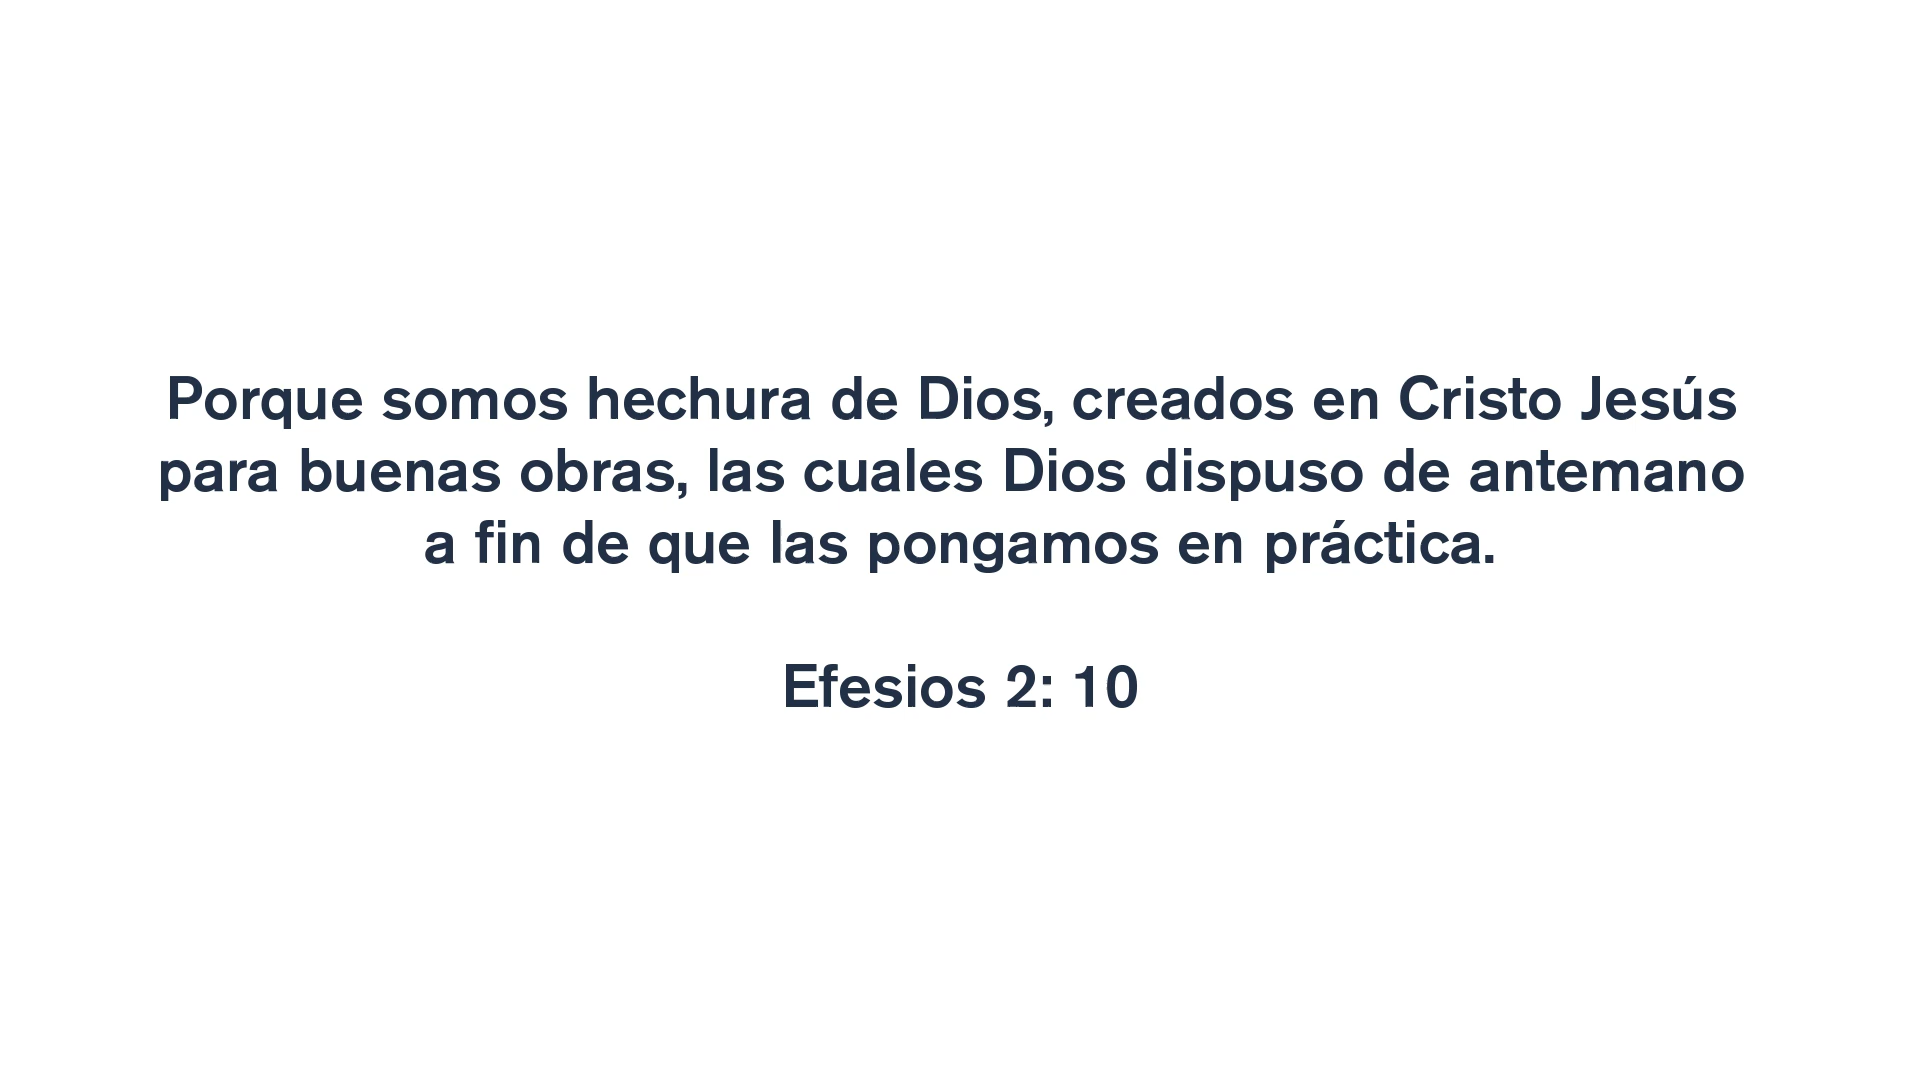 Porque somos hechura de Dios, creados en Cristo Jesús
para buenas obras, las cuales Dios dispuso de antemano
a fin de que las pongamos en práctica.
Efesios 2: 10